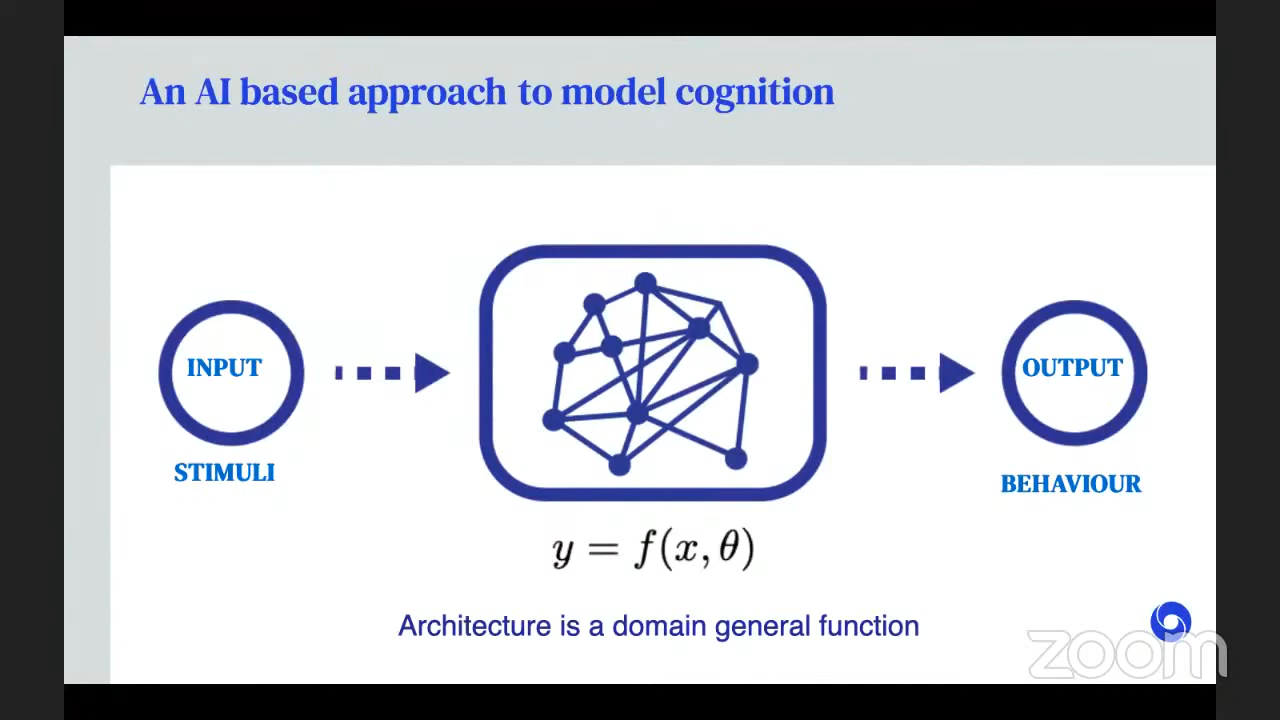 An AI based approach to model cognition
INPUT
OUTPUT
STIMULI
BEHAVIOUR
y = f(x, θ)
Architecture is a domain general function
zoom